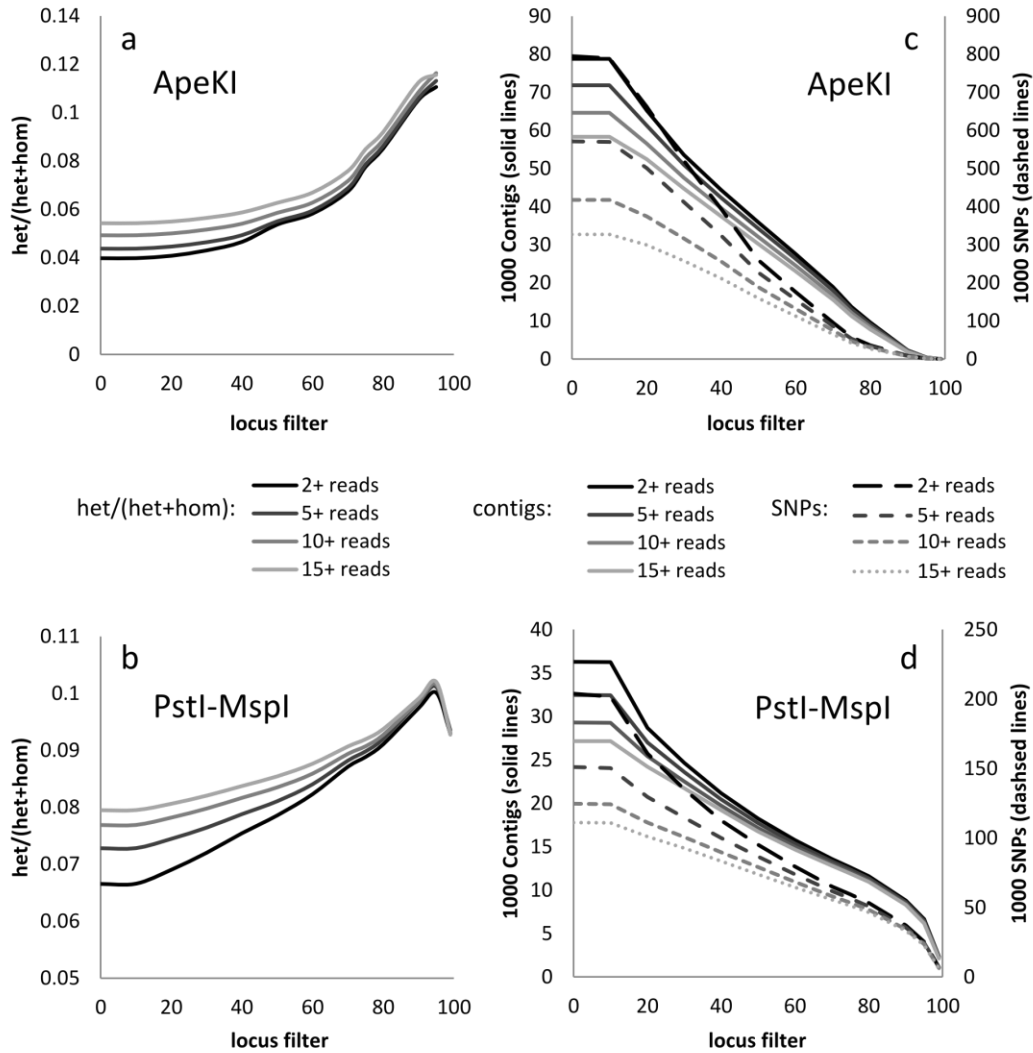 a
ApeKI
het/(het+hom)
0.14
0.12
0.1
0.08
0.06
0.04
0.02
0
0 20 40 60 80 100
locus filter
c
ApeKI
1000 Contigs (solid lines)
90
80
70
60
50
40
30
20
10
0
1000 SNPs (dashed lines)
900
800
700
600
500
400
300
200
100
0
0 20 40 60 80 100
locus filter
het/(het+hom):
2+ reads
5+ reads
10+ reads
15+ reads
contigs:
2+ reads
5+ reads
10+ reads
15+ reads
SNPs:
2+ reads
5+ reads
10+ reads
15+ reads
b
PstI-MspI
het/(het+hom)
0.11
0.1
0.09
0.08
0.07
0.06
0.05
0 20 40 60 80 100
locus filter
d
PstI-MspI
1000 Contigs (solid lines)
40
35
30
25
20
15
10
5
0
1000 SNPs (dashsed lines)
250
200
150
100
50
0
0 20 40 60 80 100
locus filter